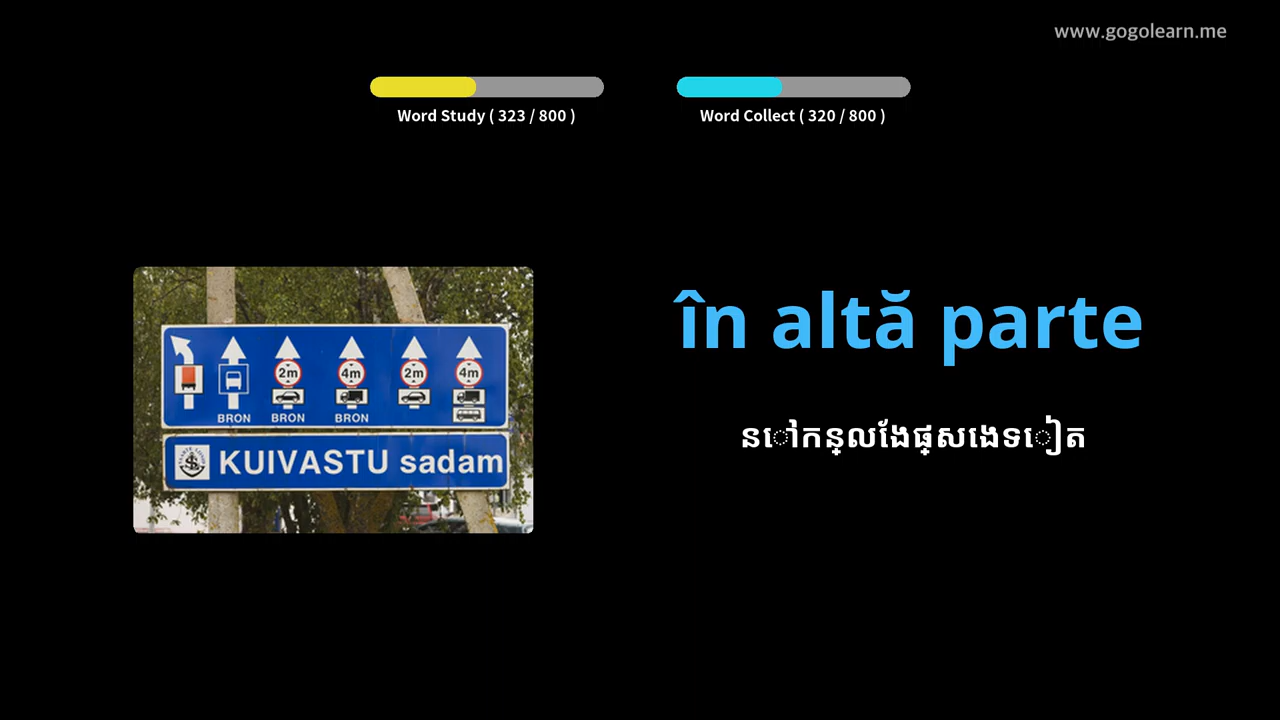 www.gogolearn.me
Word Study ( 323 / 800 )
Word Collect ( 320 / 800 )
în altă parte
នៅកន្លែងផ្សេងទៀត
2m
4m
2m
4m
BRON
BRON
BRON
KUIVASTU sadam